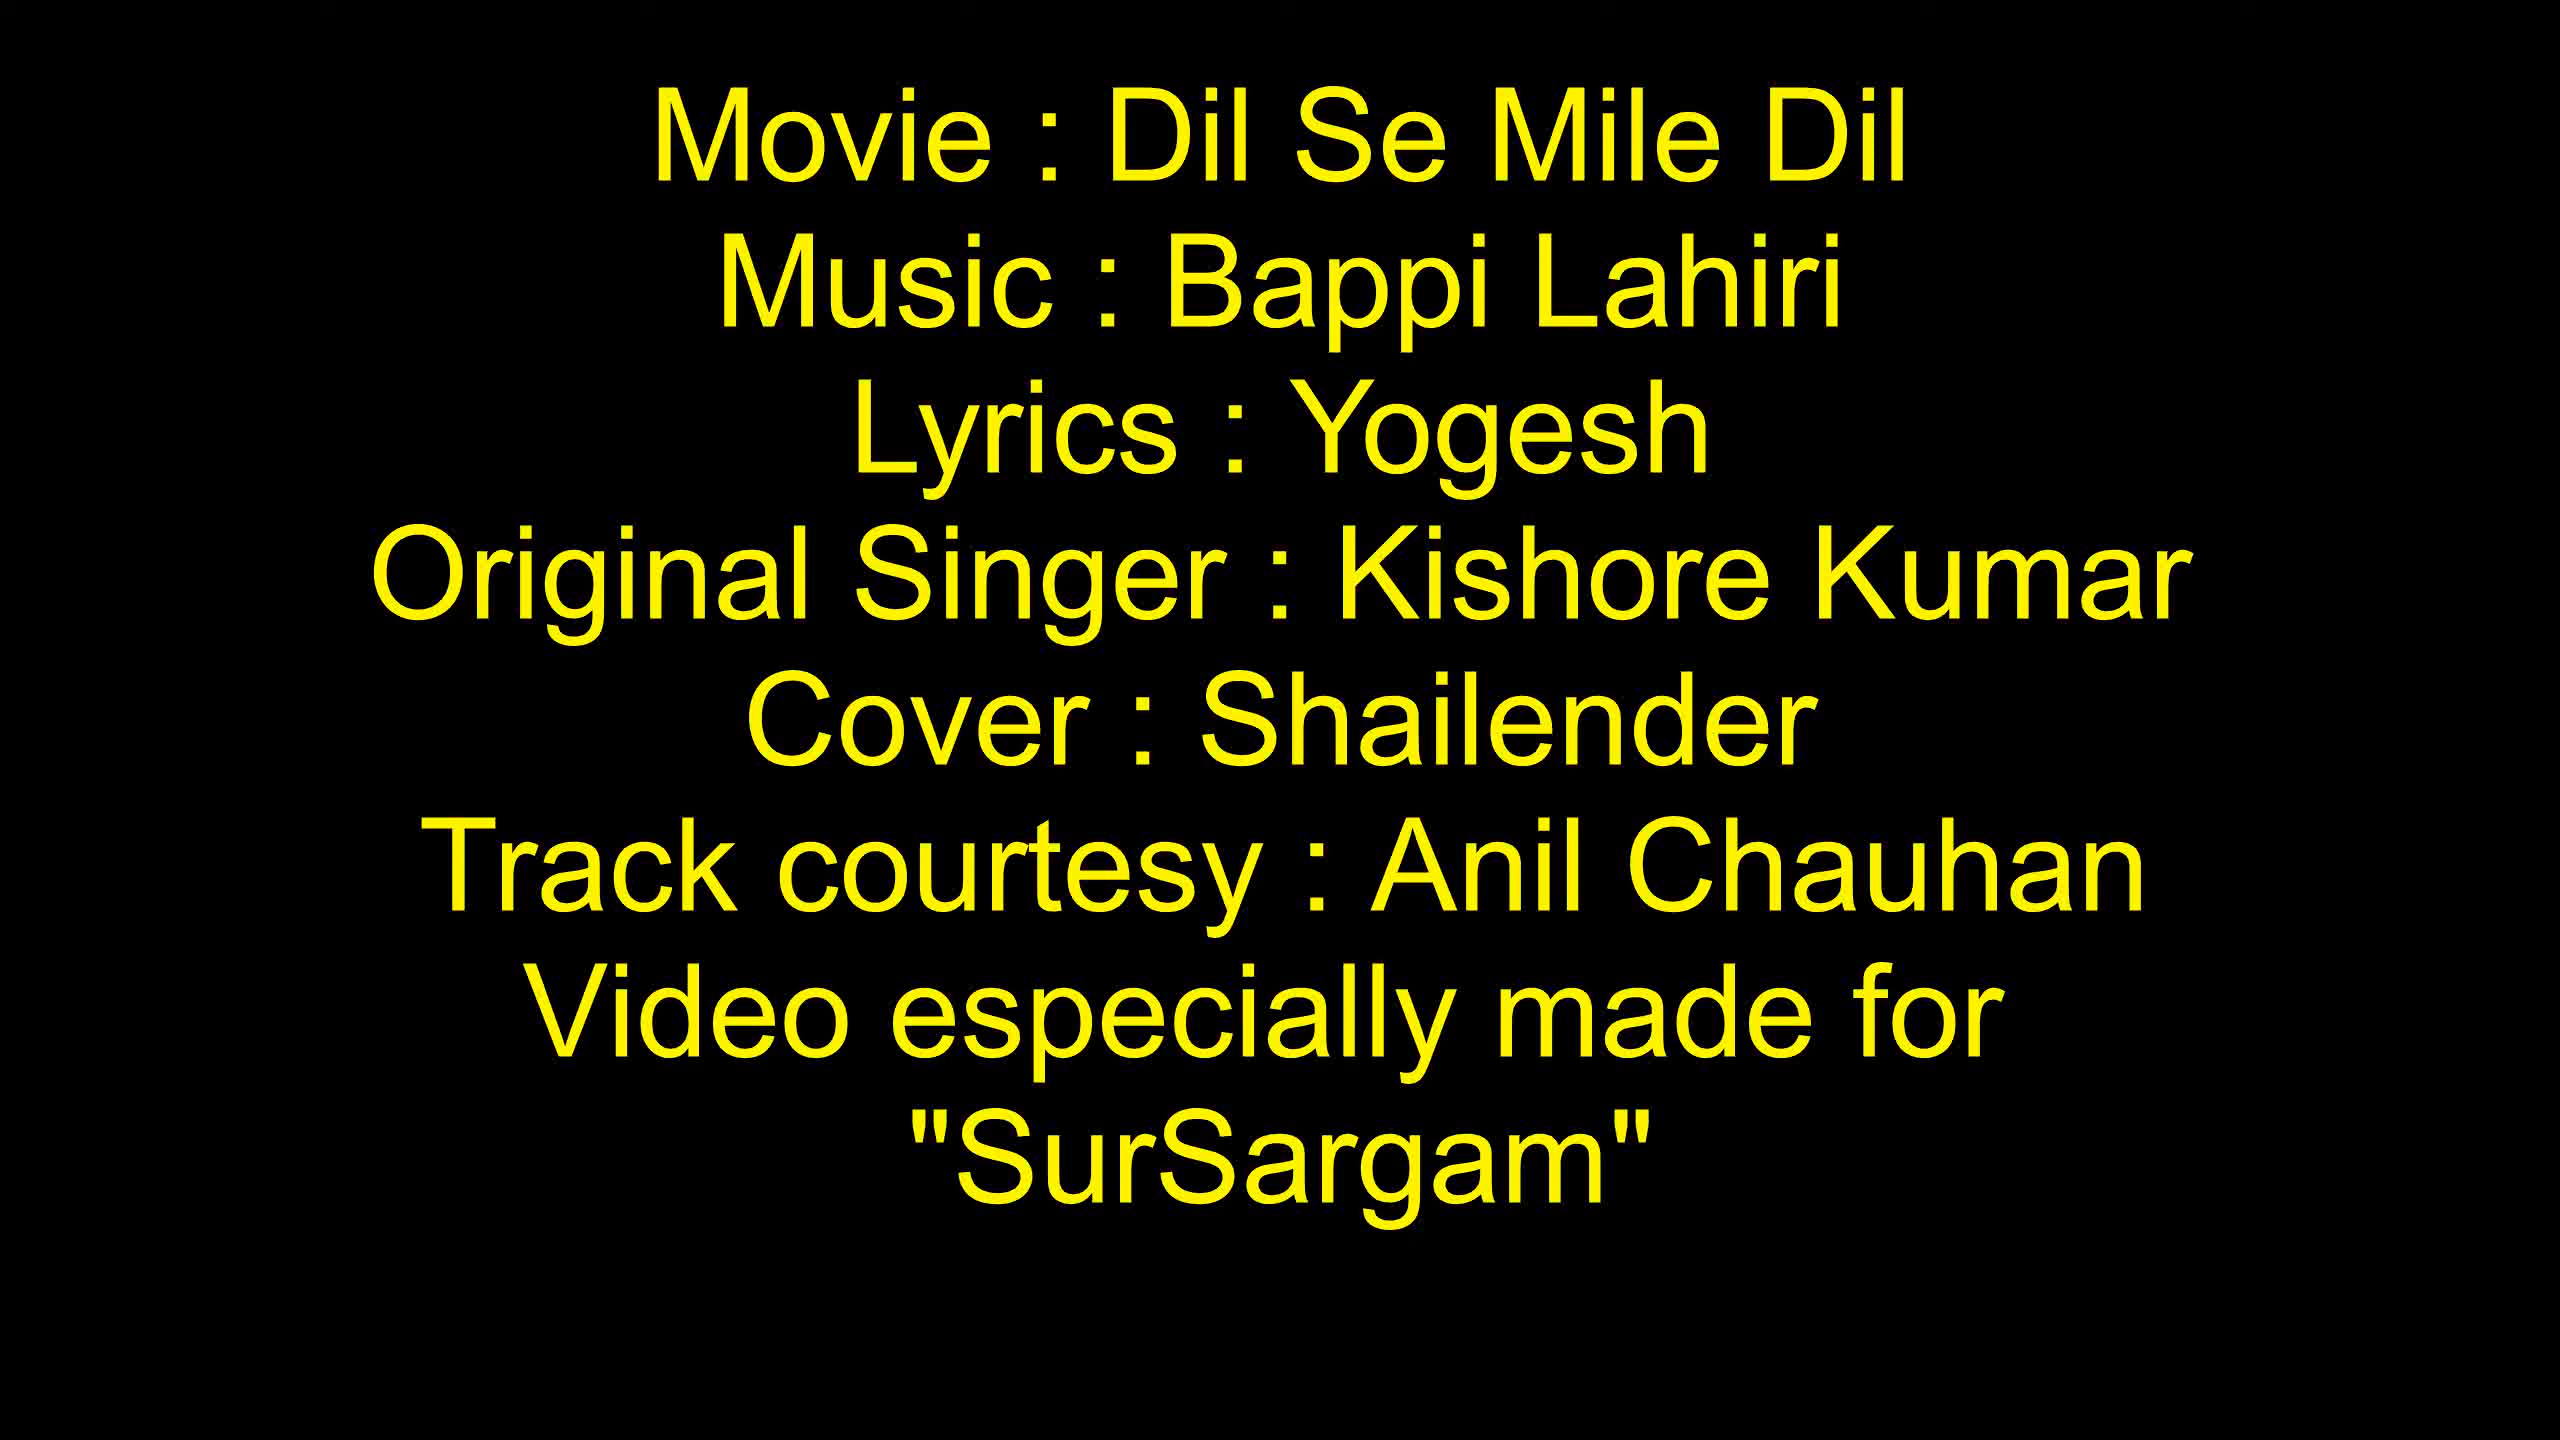 Movie : Dil Se Mile Dil
Music : Bappi Lahiri
Lyrics : Yogesh
Original Singer : Kishore Kumar
Cover : Shailender
Track courtesy : Anil Chauhan
Video especially made for
"SurSargam"